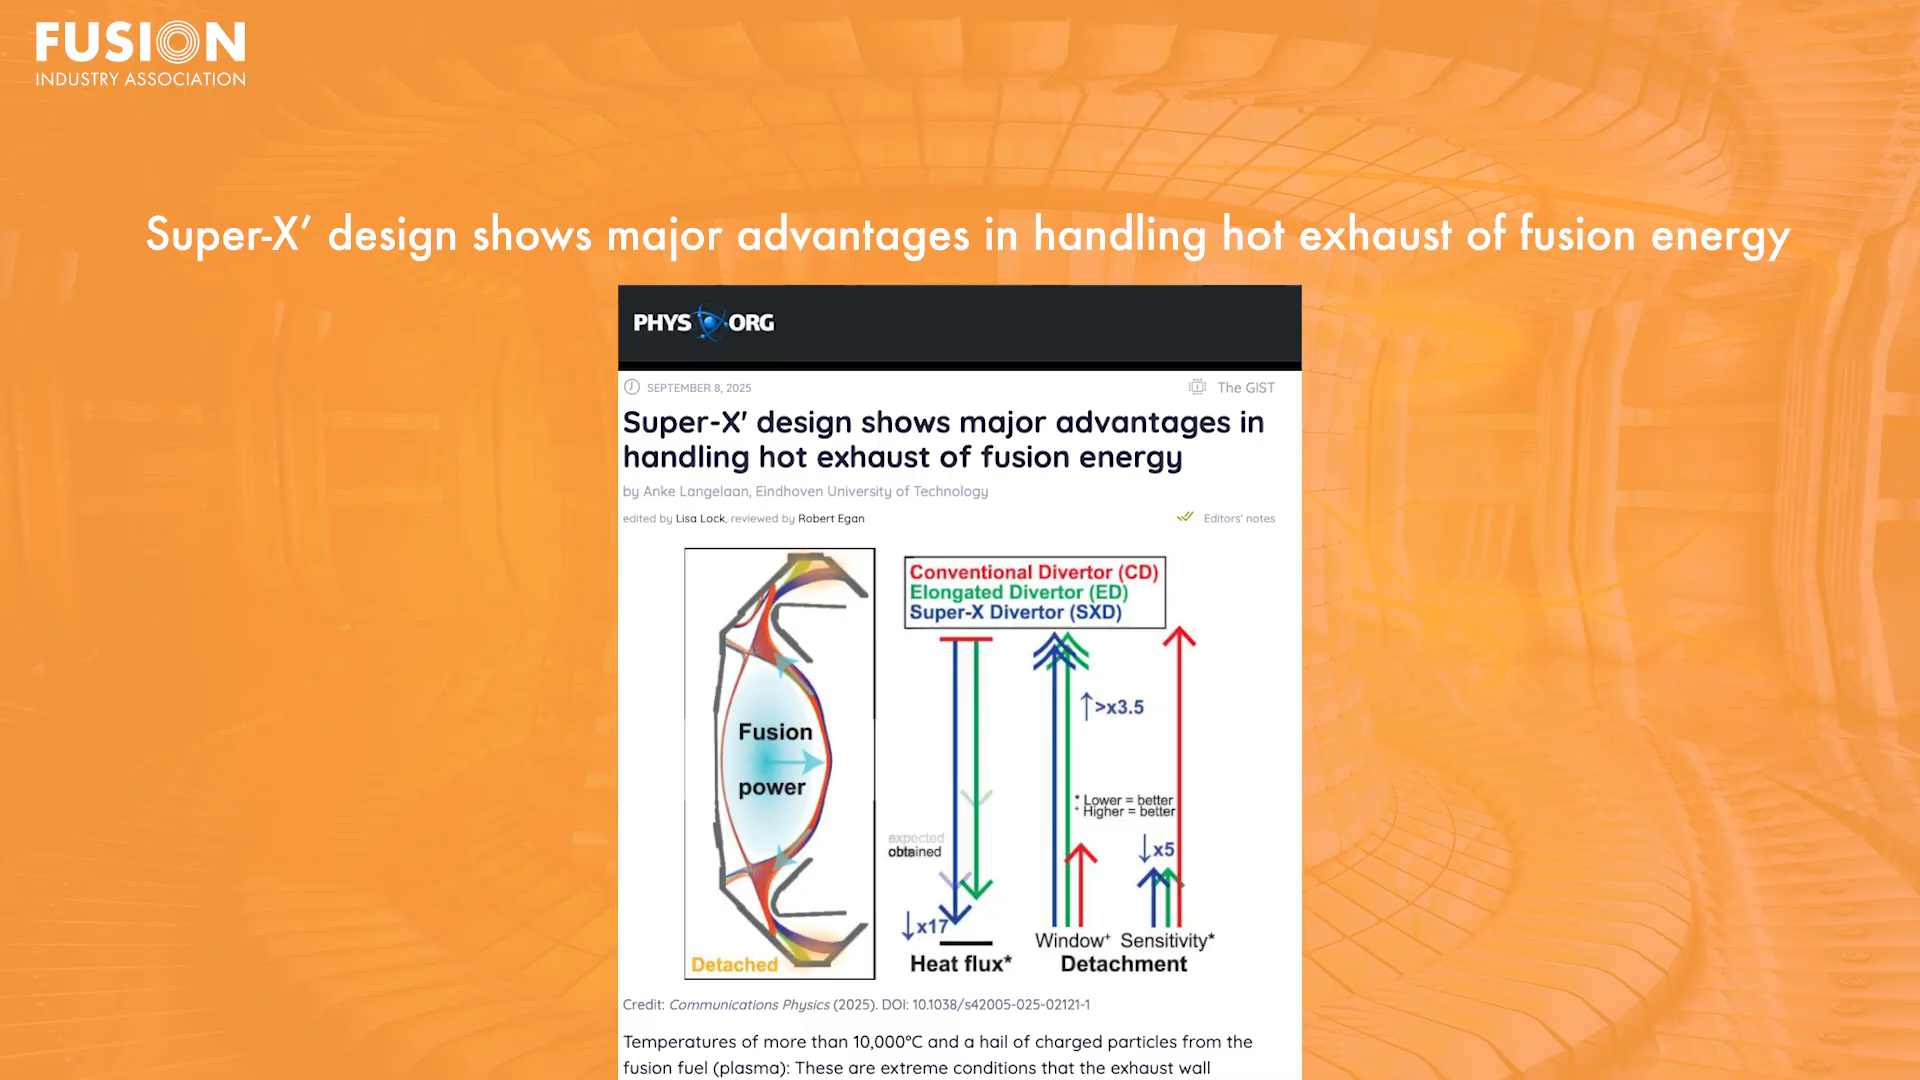 FUSION
INDUSTRY ASSOCIATION
Super-X’ design shows major advantages in handling hot exhaust of fusion energy
PHYS ORG
SEPTEMBER 8, 2025
The GIST
Super-X' design shows major advantages in
handling hot exhaust of fusion energy
by Anke Langelaan, Eindhoven University of Technology
edited by Lisa Lock, reviewed by Robert Egan
Editors' notes
Conventional Divertor (CD)
Elongated Divertor (ED)
Super-X Divertor (SXD)
Fusion
power
Detached
↑>x3.5
* Lower = better
+ Higher = better
expected
obtained
↓x5
↓x17
Window+ Sensitivity*
Heat flux*
Detachment
Credit: Communications Physics (2025). DOI: 10.1038/s42005-025-02121-1
Temperatures of more than 10,000°C and a hail of charged particles from the
fusion fuel (plasma): These are extreme conditions that the exhaust wall